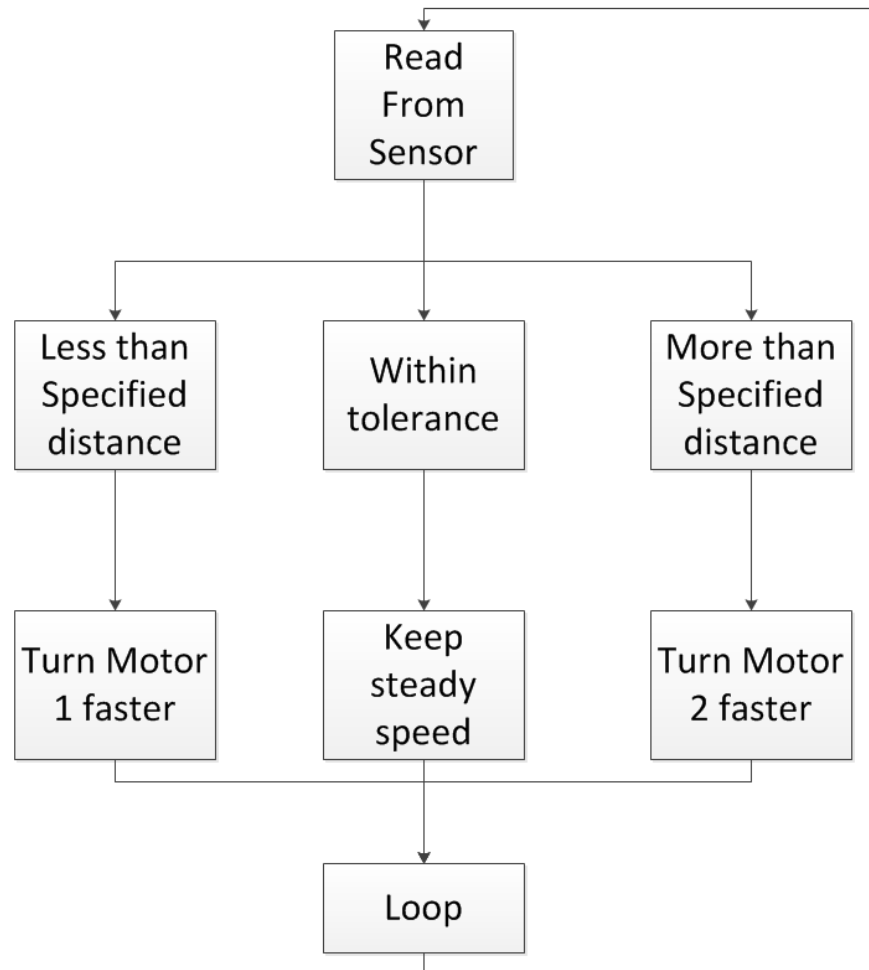 Read
From
Sensor
Less than
Specified
distance
Within
tolerance
More than
Specified
distance
Turn Motor
1 faster
Keep
steady
speed
Turn Motor
2 faster
Loop